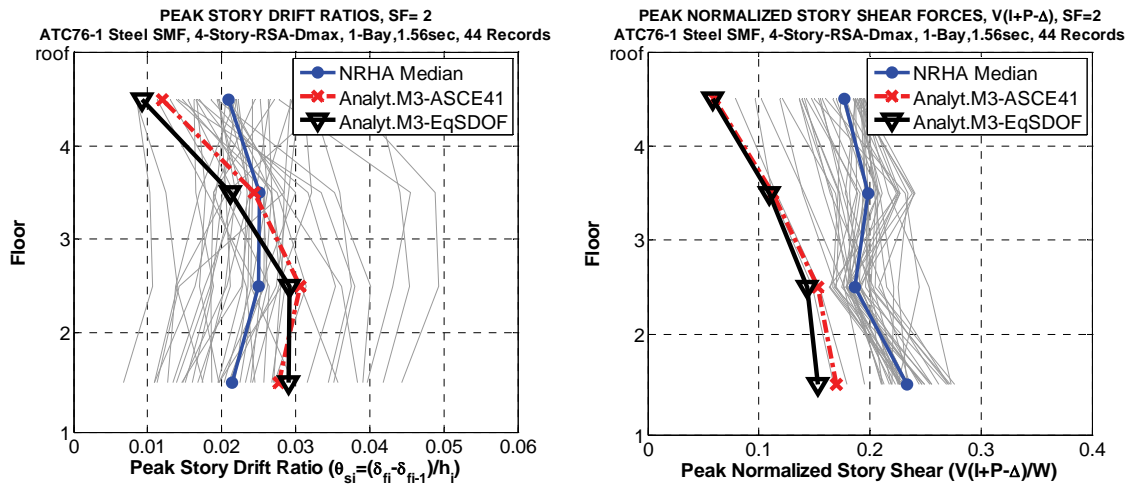 PEAK STORY DRIFT RATIOS, SF= 2
ATC76-1 Steel SMF, 4-Story-RSA-Dmax, 1-Bay,1.56sec, 44 Records
roof
4
3
2
1
Floor
NRHA Median
Analyt.M3-ASCE41
Analyt.M3-EqSDOF
0
0.01
0.02
0.03
0.04
0.05
0.06
Peak Story Drift Ratio (θsi=(δfi-δfi-1)/hi)
PEAK NORMALIZED STORY SHEAR FORCES, V(I+P-Δ), SF=2
ATC76-1 Steel SMF, 4-Story-RSA-Dmax, 1-Bay,1.56sec, 44 Records
roof
4
3
2
1
Floor
NRHA Median
Analyt.M3-ASCE41
Analyt.M3-EqSDOF
0
0.1
0.2
0.3
0.4
Peak Normalized Story Shear (V(I+P-Δ)/W)